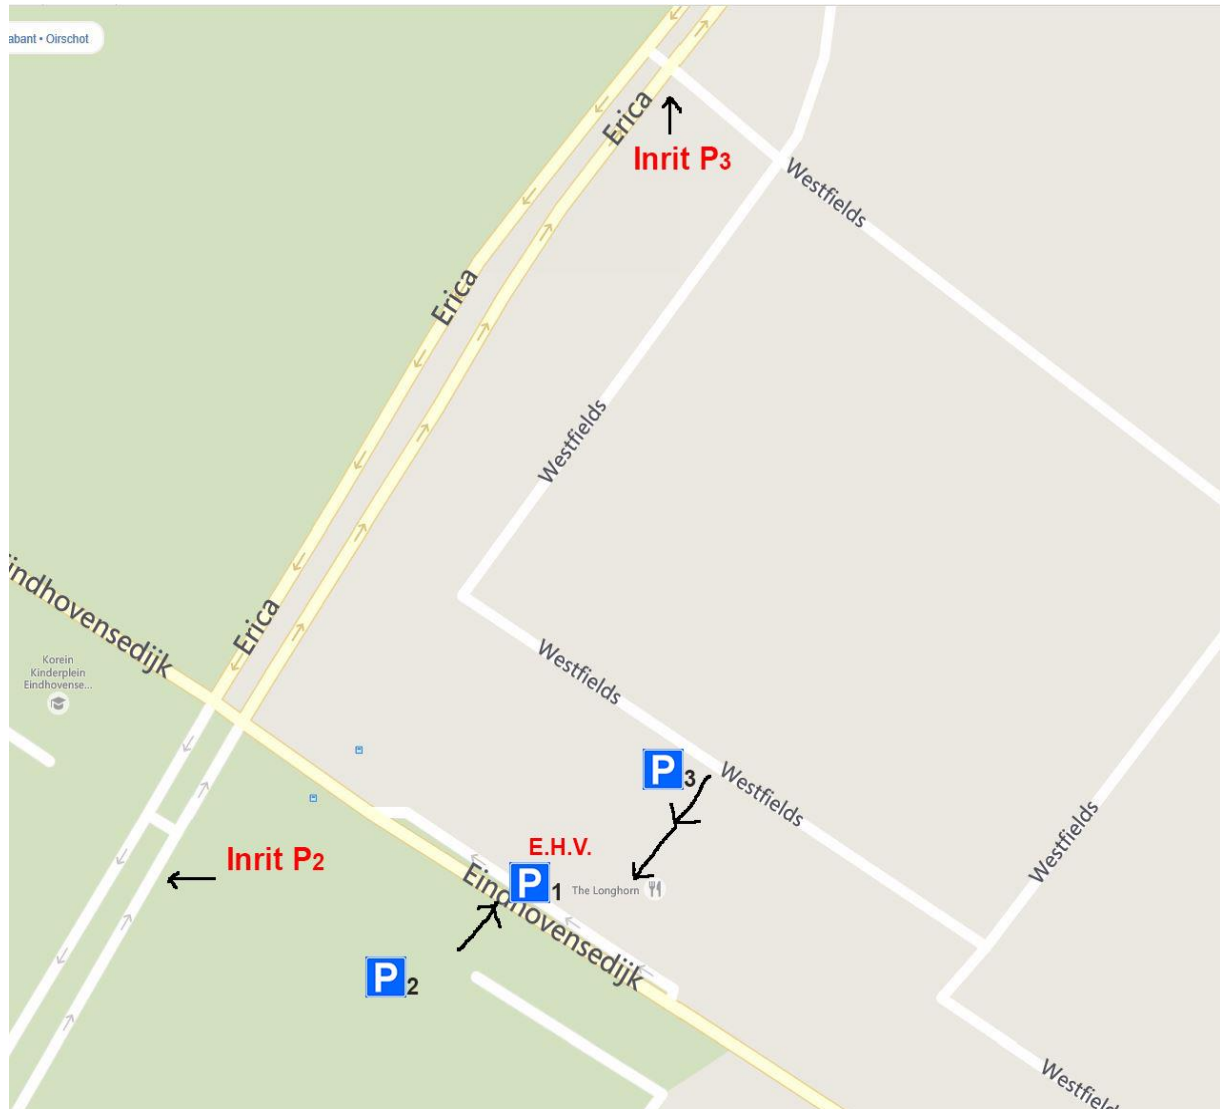 abant • Oirschot
Erica
Inrit P3
Westfields
Erica
Westfields
Eindhovensedijk
Erica
Korein
Kinderplein
Eindhovense...
Westfields
P3
Westfields
Westfields
E.H.V.
Inrit P2
P1
The Longhorn
Eindhovensedijk
P2
Westfields